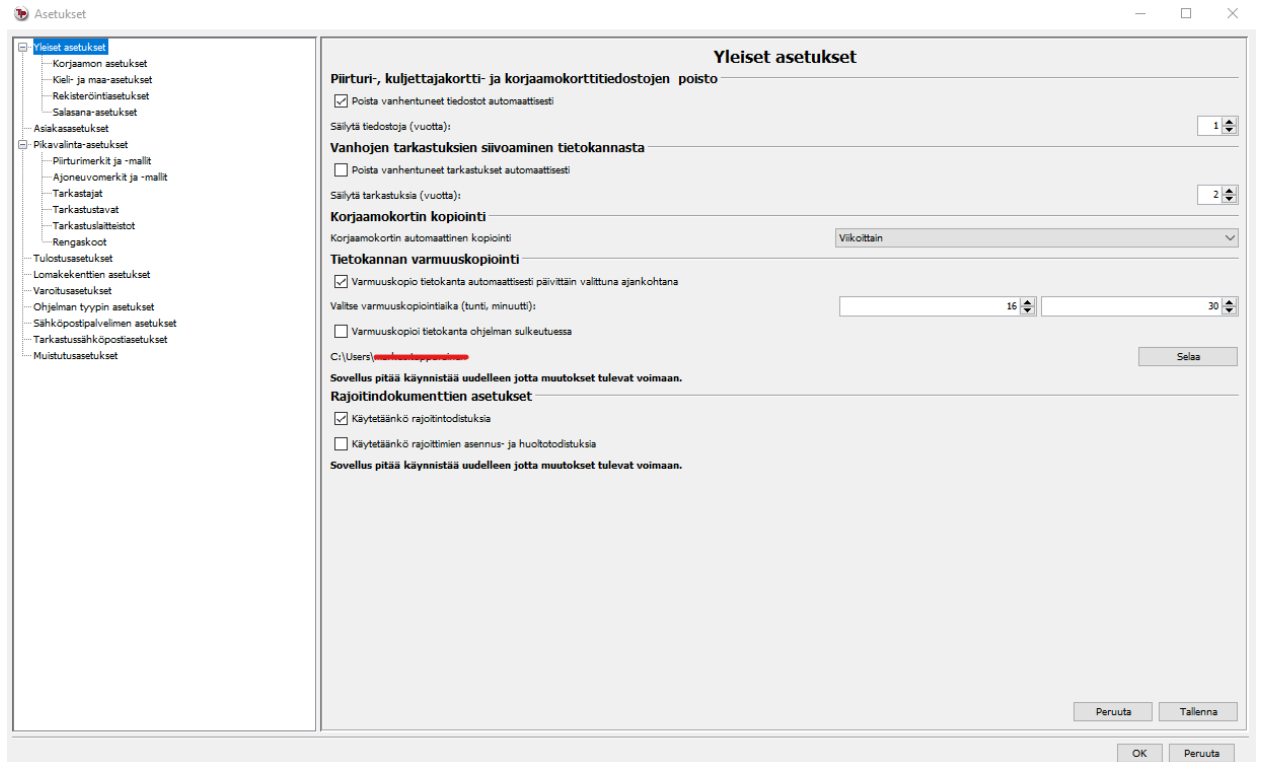 Asetukset
Yleiset asetukset
Korjaamon asetukset
Kieli- ja maa-asetukset
Rekisteröintiasetukset
Salasana-asetukset
Asiakasasetukset
Pikavalinta-asetukset
Piirturimerkit ja -mallit
Ajoneuvomerkit ja -mallit
Tarkastajat
Tarkastustavat
Tarkastuslaitteistot
Rengaskoot
Tulostusasetukset
Lomakekenttien asetukset
Varoitusasetukset
Ohjelman tyypin asetukset
Sähköpostipalvelimen asetukset
Tarkastussähköpostiasetukset
Muistutusasetukset
Yleiset asetukset
Piirturi-, kuljettajakortti- ja korjaamokorttitiedostojen poisto
Poista vanhentuneet tiedostot automaattisesti
Säilytä tiedostoja (vuotta): 1
Vanhojen tarkastuksien siivoaminen tietokannasta
Poista vanhentuneet tarkastukset automaattisesti
Säilytä tarkastuksia (vuotta): 2
Korjaamokortin kopiointi
Korjaamokortin automaattinen kopiointi Viikoittain
Tietokannan varmuuskopiointi
Varmuuskopio tietokanta automaattisesti päivittäin valittuna ajankohtana
Valitse varmuuskopiointiaika (tunti, minuutti): 16 30
Varmuuskopioi tietokanta ohjelman sulkeutuessa
C:\Users\ Selaa
Sovellus pitää käynnistää uudelleen jotta muutokset tulevat voimaan.
Rajoitindokumenttien asetukset
Käytetäänkö rajoitintodistuksia
Käytetäänkö rajoittimien asennus- ja huoltotodistuksia
Sovellus pitää käynnistää uudelleen jotta muutokset tulevat voimaan.
Peruuta Tallenna
OK Peruuta